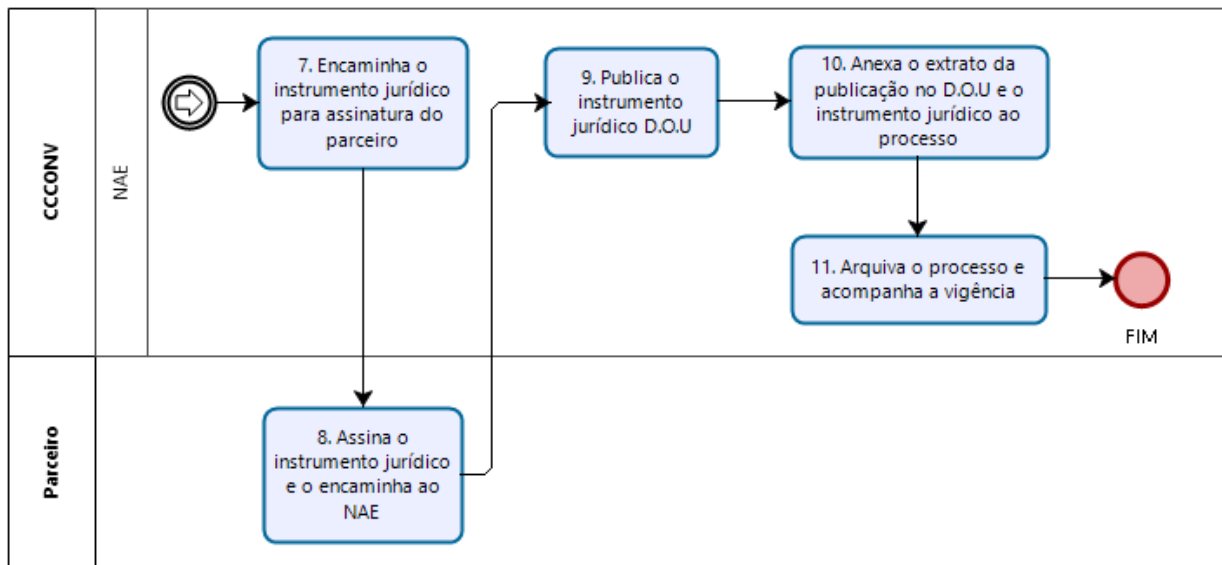 CCCONV
NAE
7. Encaminha o
instrumento jurídico
para assinatura do
parceiro
9. Publica o
instrumento
jurídico D.O.U
10. Anexa o extrato da
publicação no D.O.U e o
instrumento jurídico ao
processo
11. Arquiva o processo e
acompanha a vigência
FIM
Parceiro
8. Assina o
instrumento jurídico
e o encaminha ao
NAE